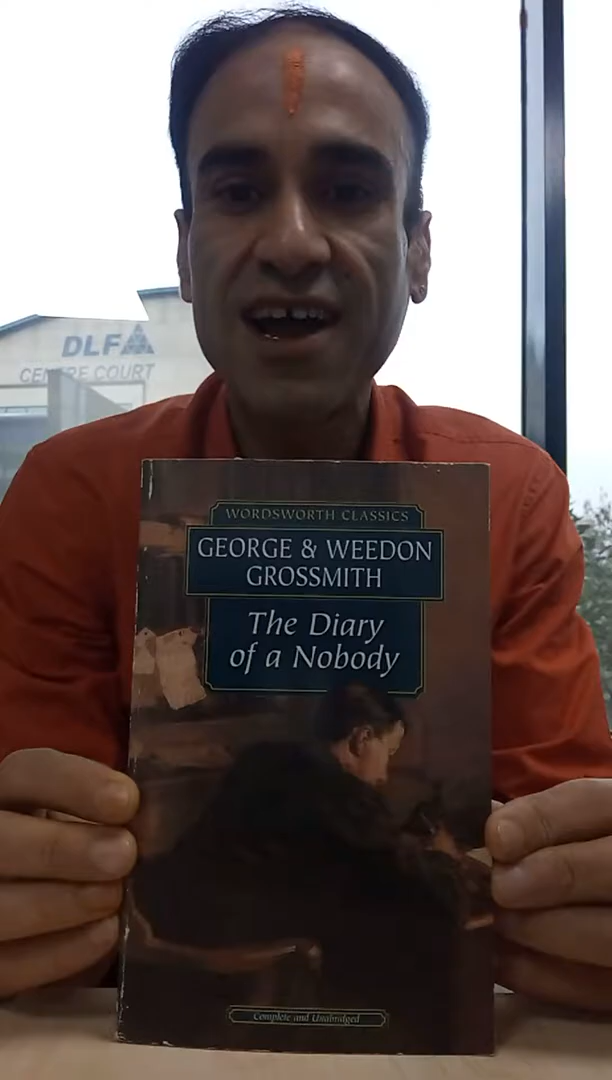 DLF
CENTRE COURT
WORDSWORTH CLASSICS
GEORGE & WEEDON
GROSSMITH
The Diary
of a Nobody
Complete and Unabridged